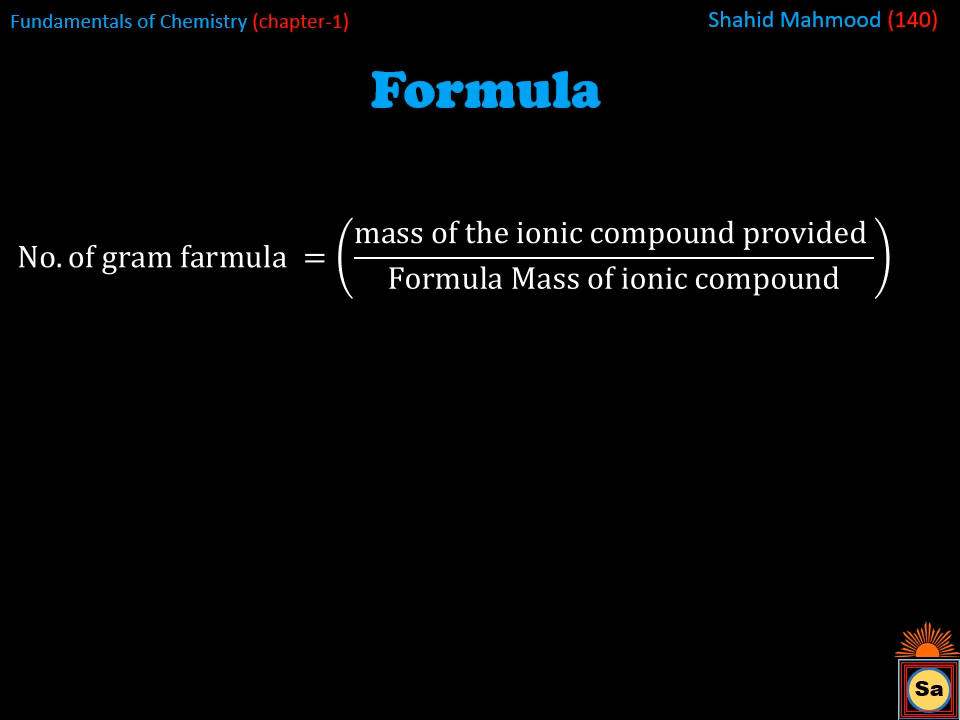 Fundamentals of Chemistry (chapter-1)
Shahid Mahmood (140)
Formula
mass of the ionic compound provided
No. of gram farmula =
Formula Mass of ionic compound
Sa